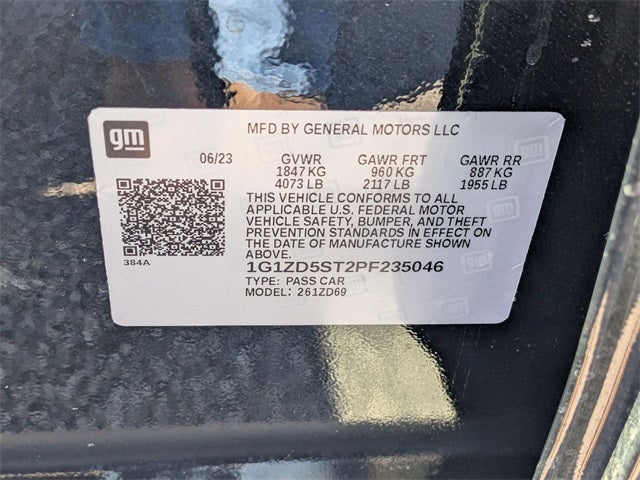 gm
MFD BY GENERAL MOTORS LLC
06/23 GVWR GAWR FRT GAWR RR
1847 KG 960 KG 887 KG
4073 LB 2117 LB 1955 LB
THIS VEHICLE CONFORMS TO ALL
APPLICABLE U.S. FEDERAL MOTOR
VEHICLE SAFETY, BUMPER, AND THEFT
PREVENTION STANDARDS IN EFFECT ON
THE DATE OF MANUFACTURE SHOWN
ABOVE.
384A
1G1ZD5ST2PF235046
TYPE: PASS CAR
MODEL: 261ZD69